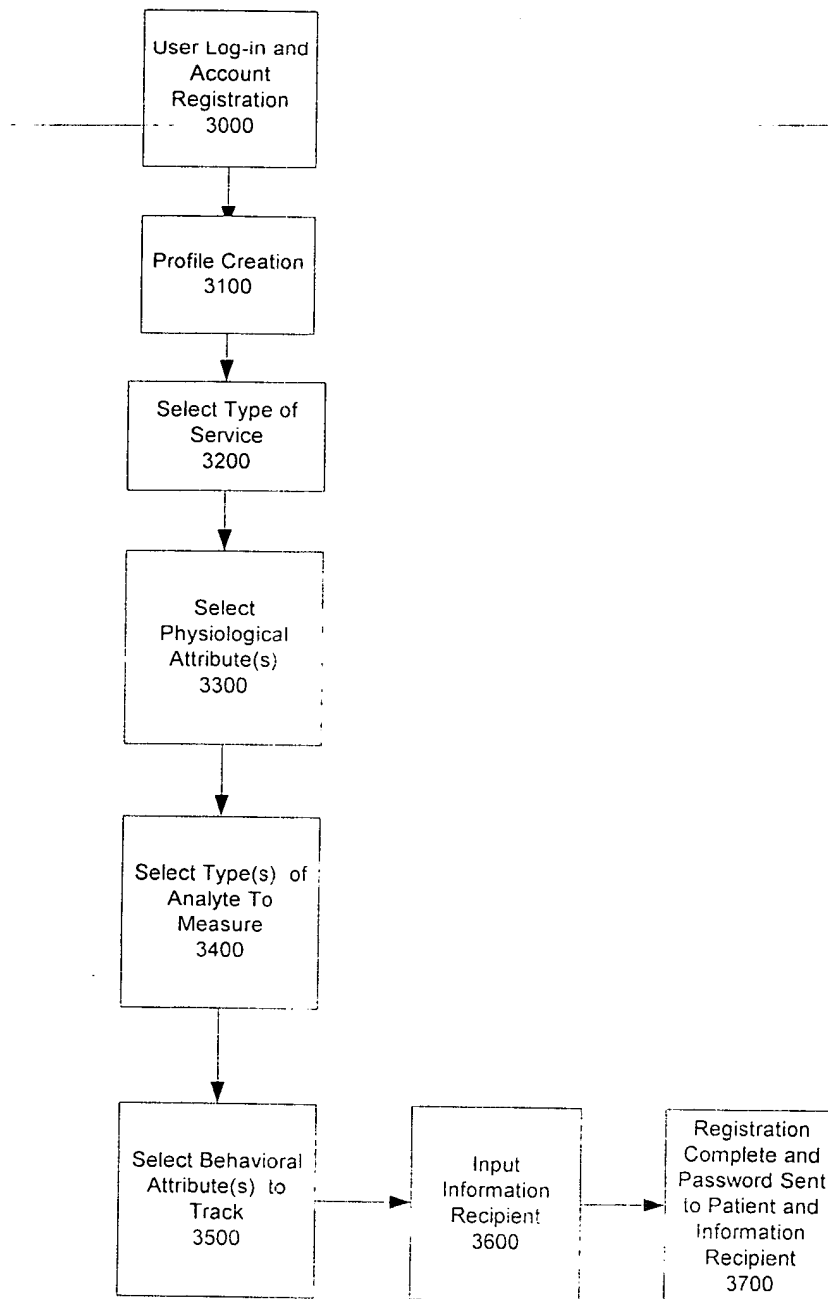 User Log-in and
Account
Registration
3000
Profile Creation
3100
Select Type of
Service
3200
Select
Physiological
Attribute(s)
3300
Select Type(s) of
Analyte To
Measure
3400
Select Behavioral
Attribute(s) to
Track
3500
Input
Information
Recipient
3600
Registration
Complete and
Password Sent
to Patient and
Information
Recipient
3700